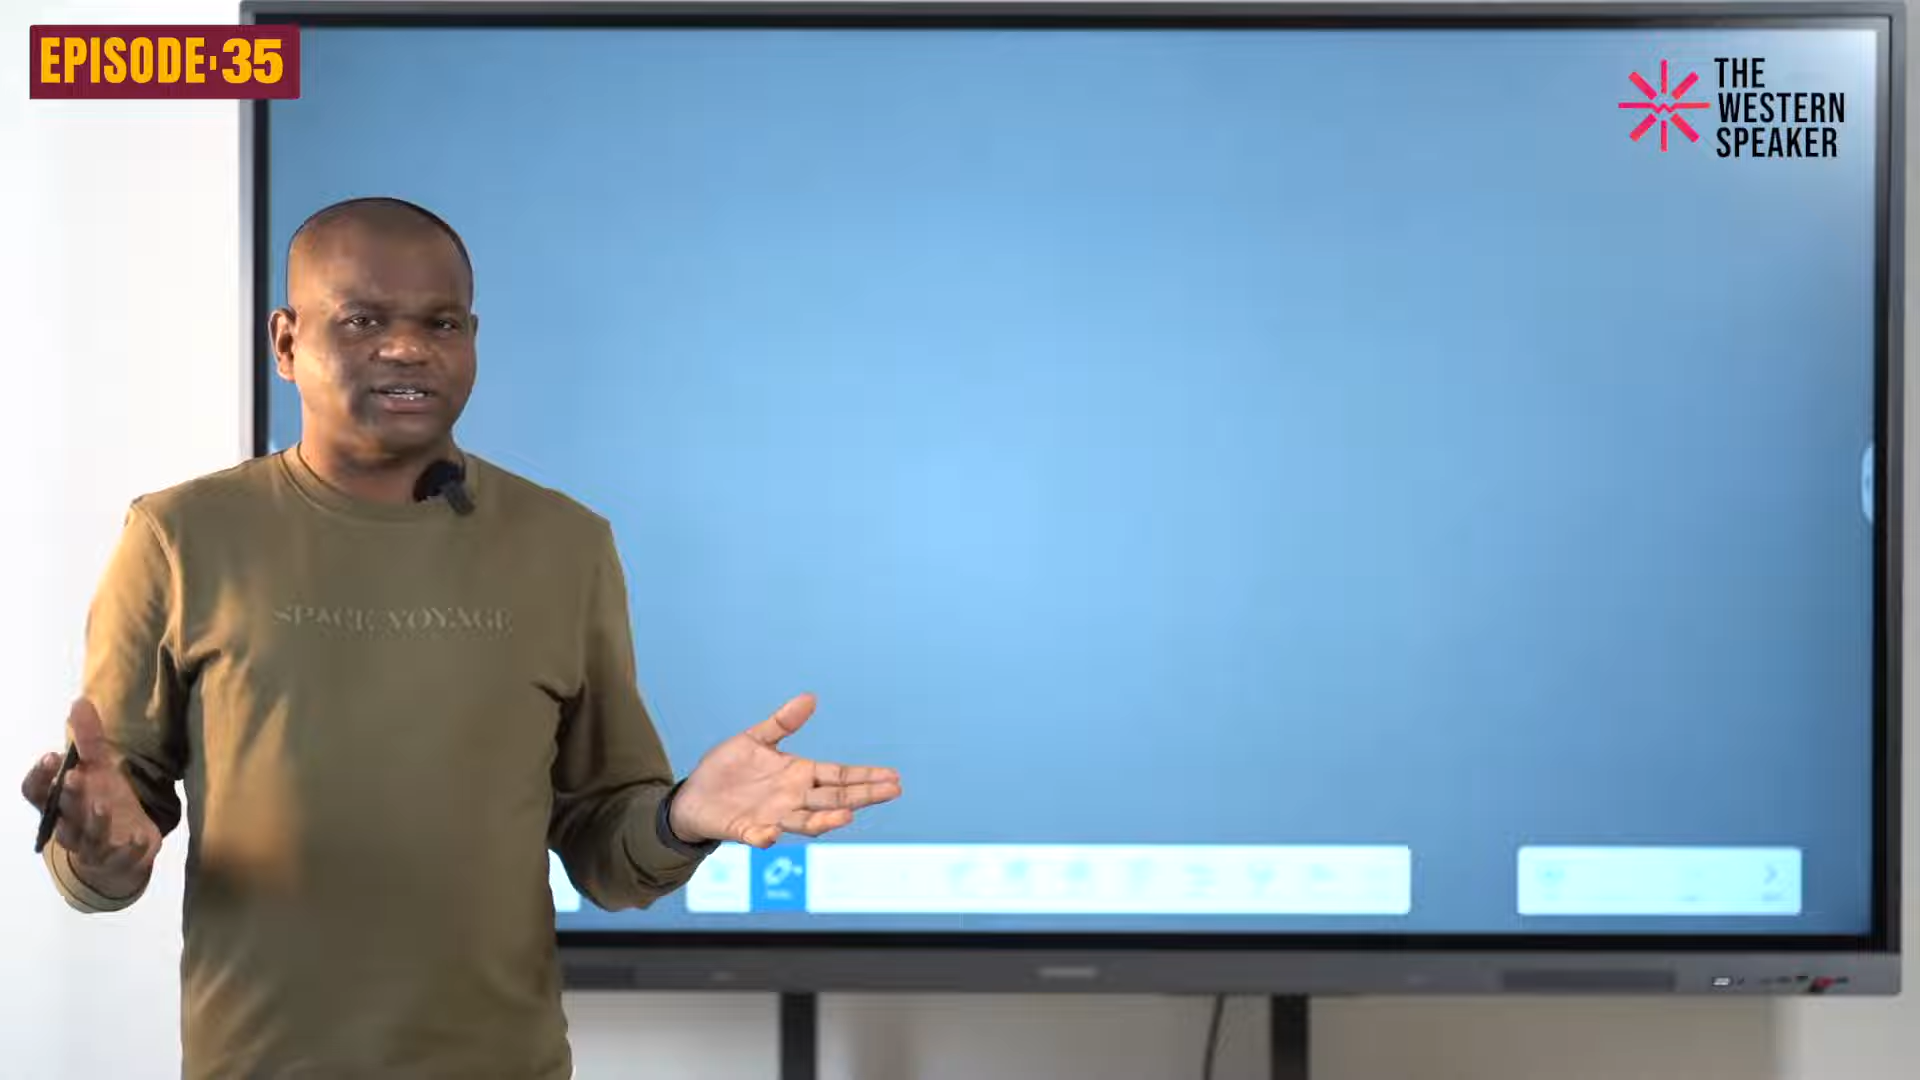 EPISODE·35
THE
WESTERN
SPEAKER
SPACE VOYAGE